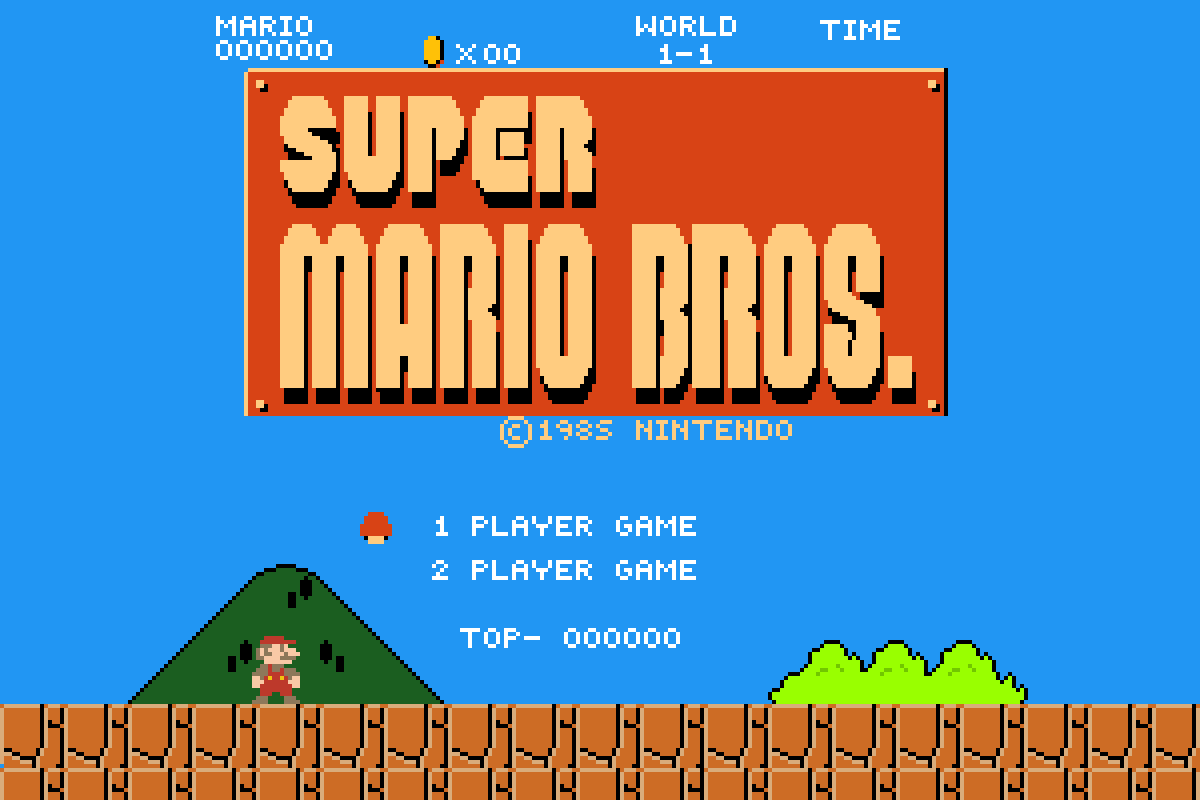 MARIO
000000
x00
WORLD
1-1
TIME
SUPER
MARIO BROS.
©1985 NINTENDO
1 PLAYER GAME
2 PLAYER GAME
TOP- 000000